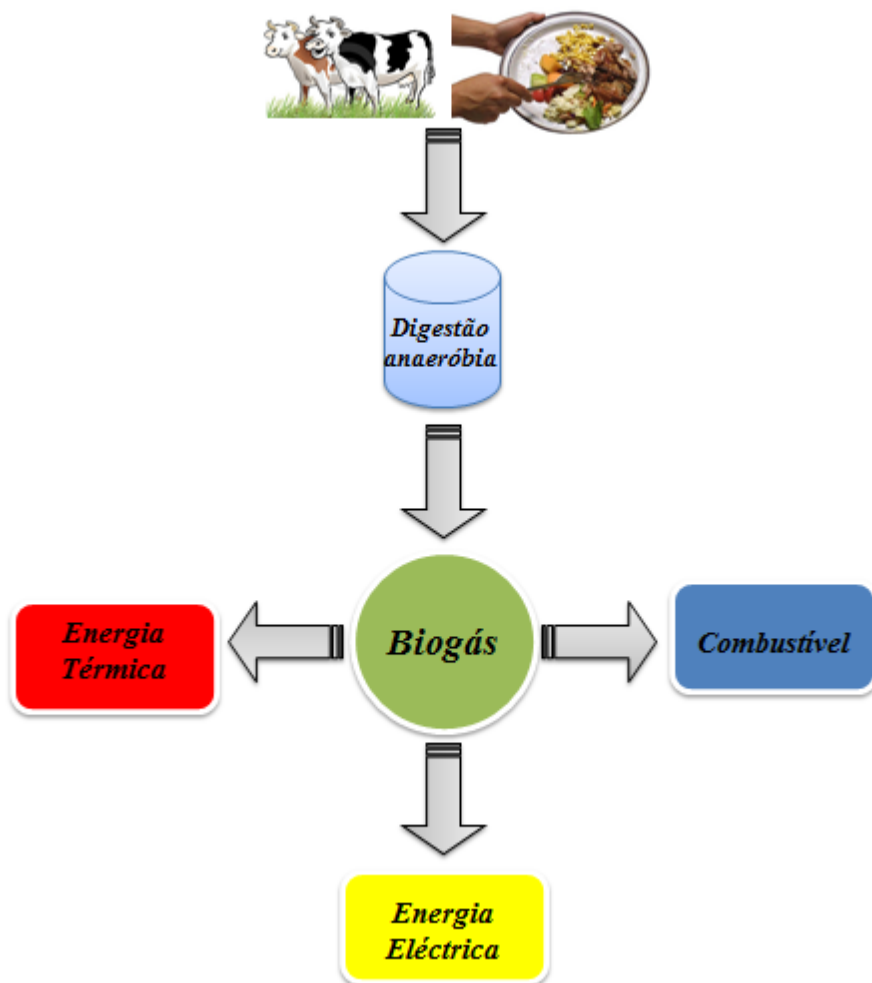 Digestão
anaeróbia
Biogás
Energia
Térmica
Combustível
Energia
Eléctrica